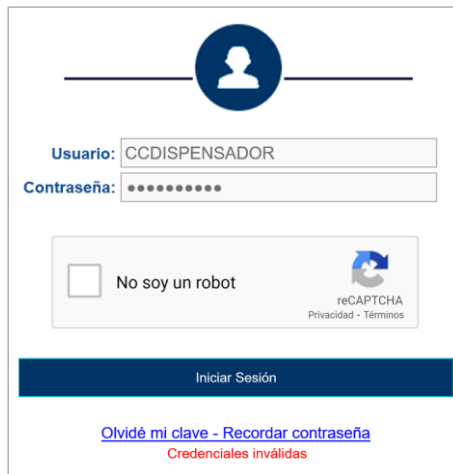 Usuario: CCDISPENSADOR
Contraseña: ●●●●●●●●●●
No soy un robot
reCAPTCHA
Privacidad - Términos
Iniciar Sesión
Olvidé mi clave - Recordar contraseña
Credenciales inválidas